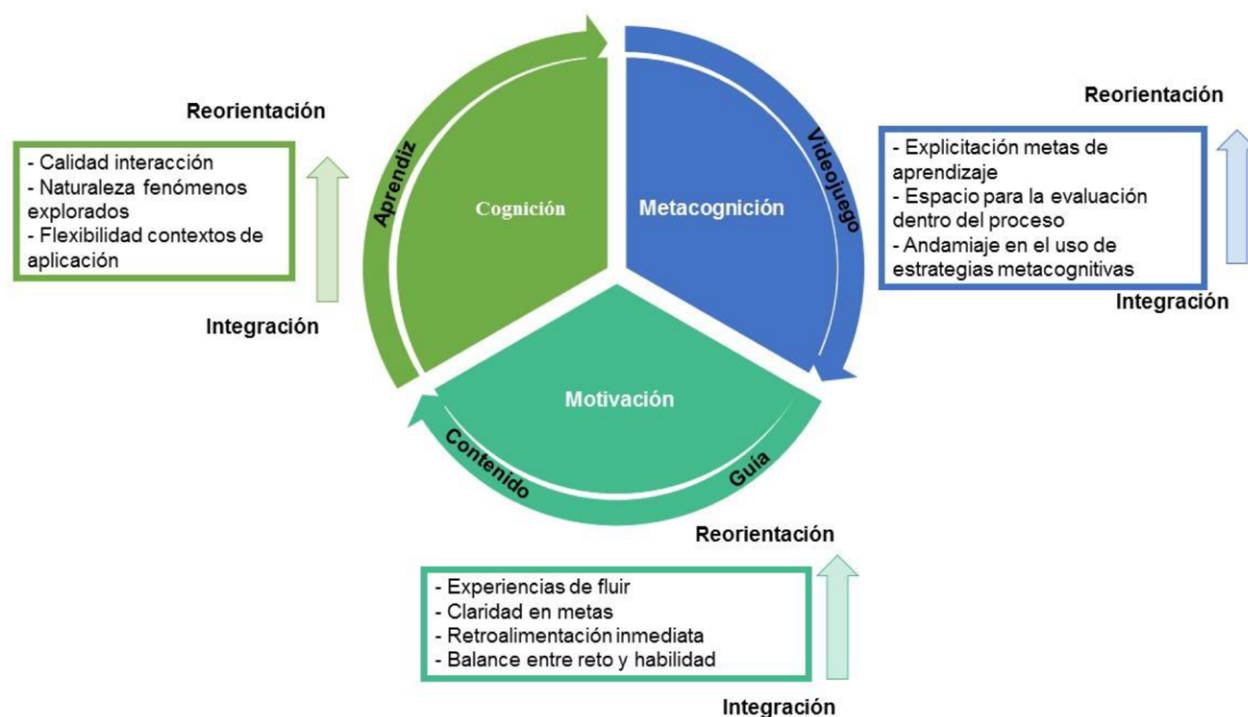 Reorientación
- Calidad interacción
- Naturaleza fenómenos
explorados
- Flexibilidad contextos de
aplicación
Integración
Aprendiz
Cognición
Metacognición
Videojuego
Reorientación
- Explicitación metas de
aprendizaje
- Espacio para la evaluación
dentro del proceso
- Andamiaje en el uso de
estrategias metacognitivas
Integración
Motivación
Contenido
Guía
Reorientación
- Experiencias de fluir
- Claridad en metas
- Retroalimentación inmediata
- Balance entre reto y habilidad
Integración